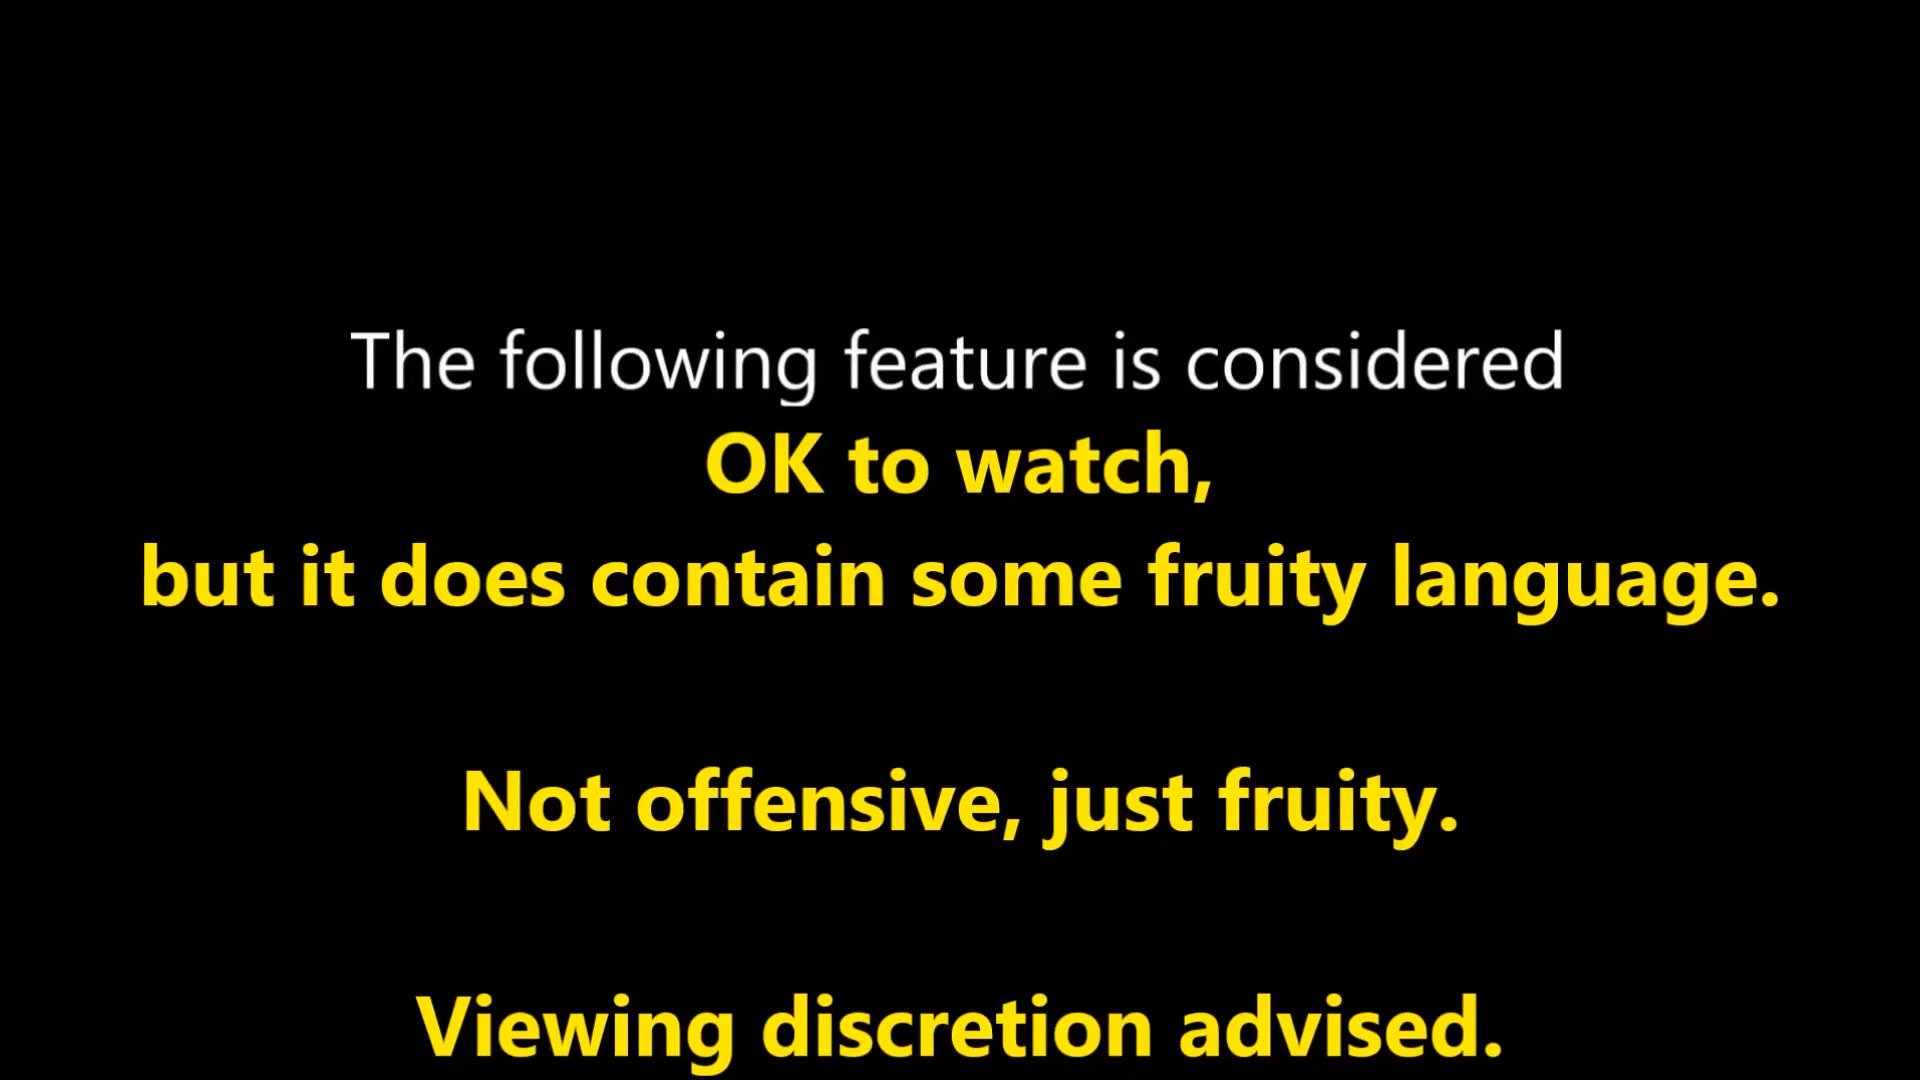 The following feature is considered
OK to watch,
but it does contain some fruity language.
Not offensive, just fruity.
Viewing discretion advised.